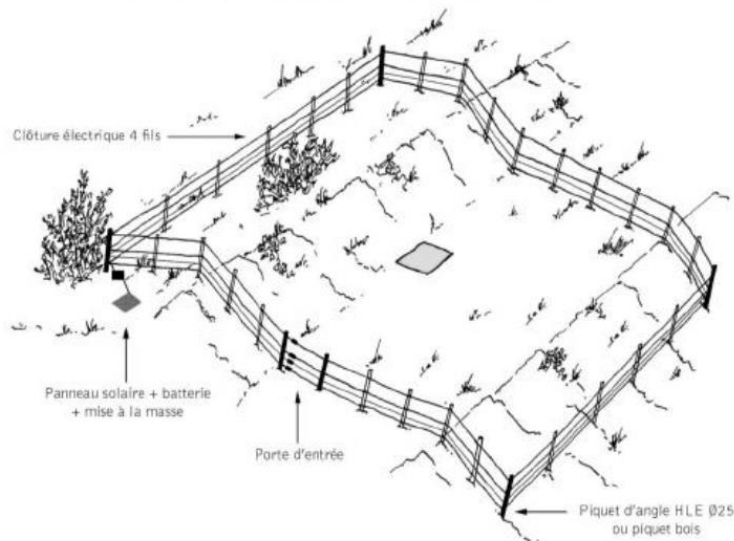 Clôture électrique 4 fils
Panneau solaire + batterie
+ mise à la masse
Porte d'entrée
Piquet d'angle HLE Ø25
ou piquet bois